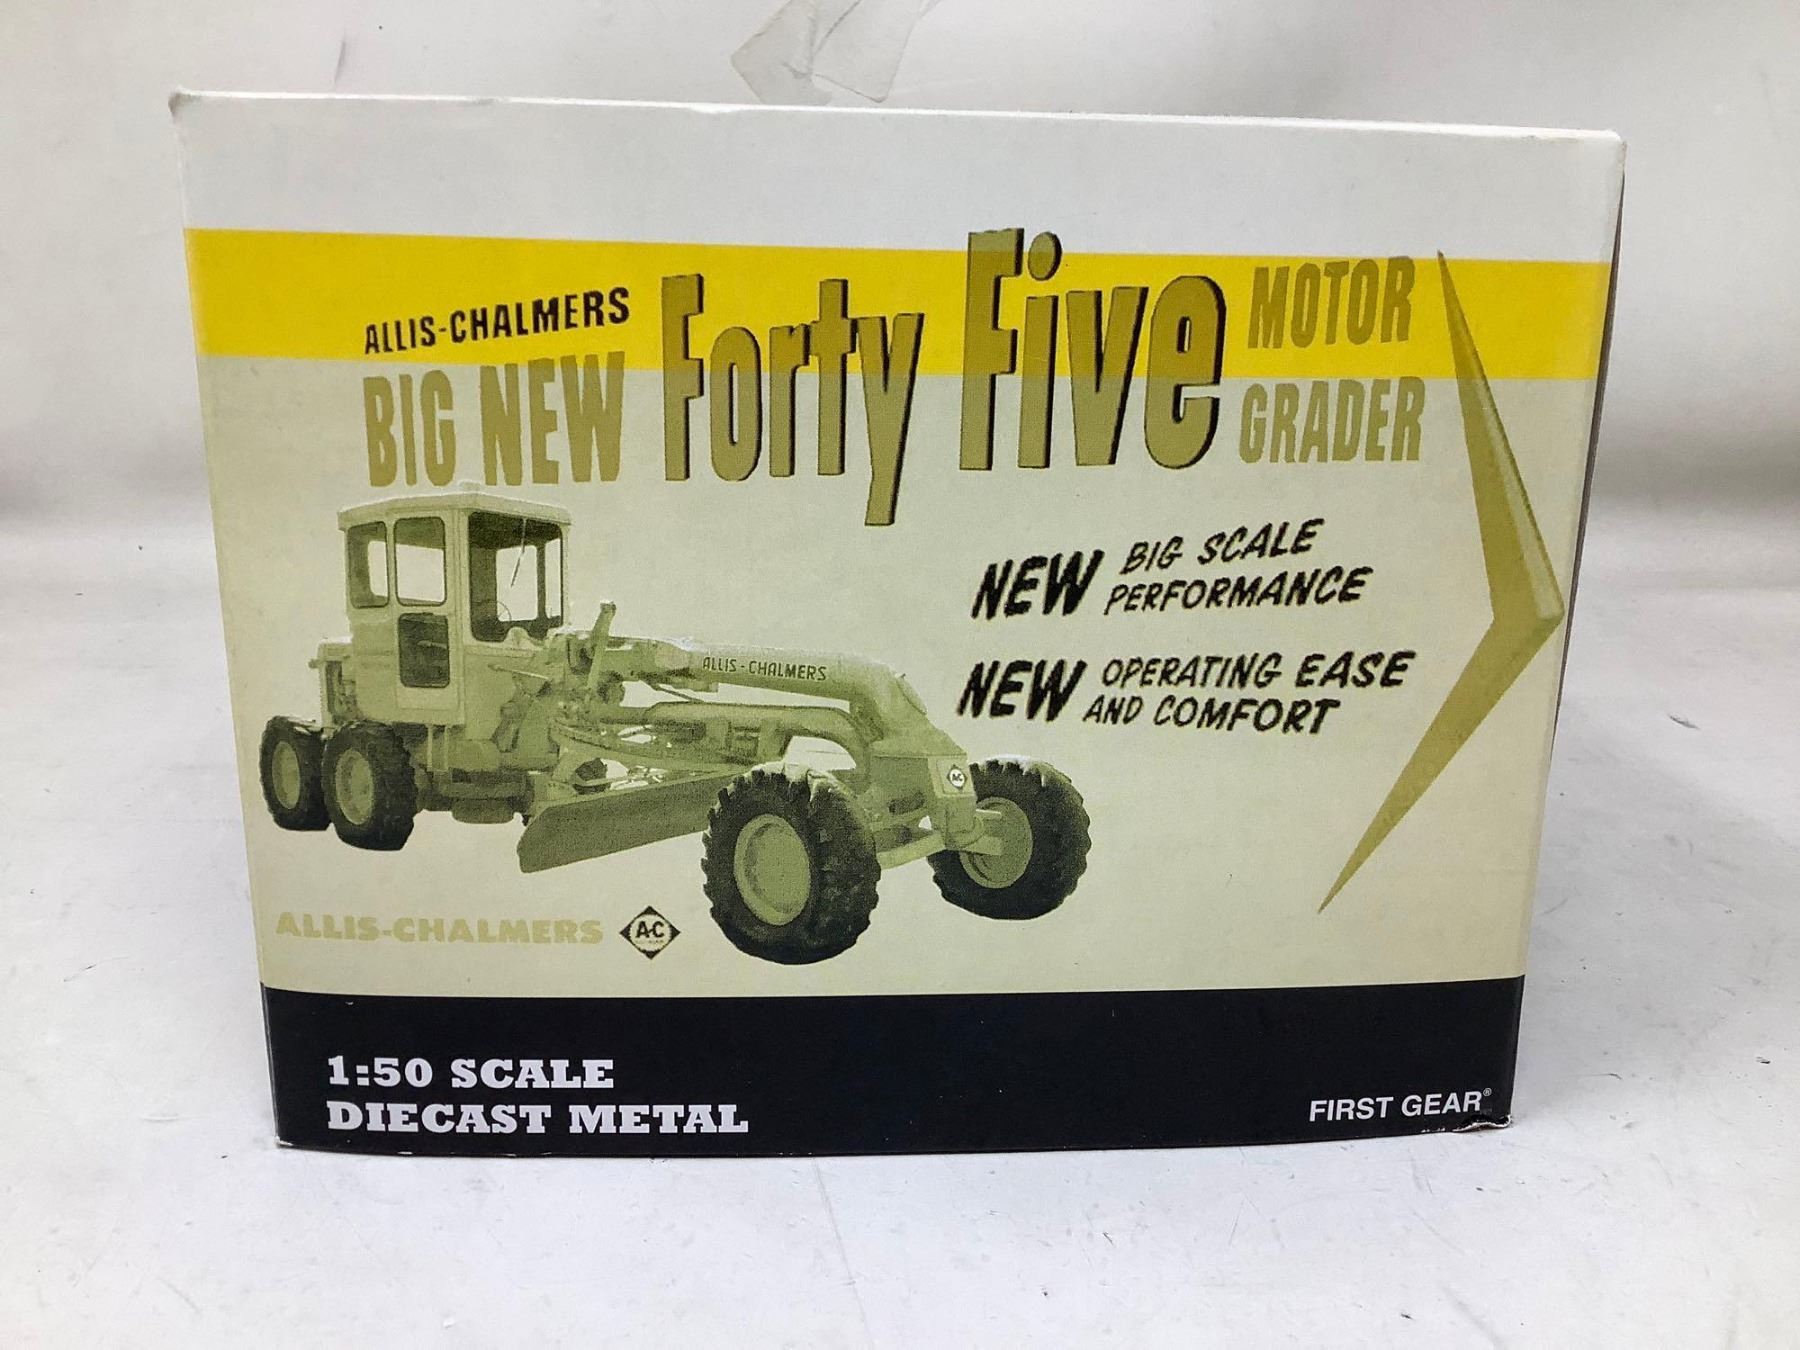 ALLIS-CHALMERS
BIG NEW Forty Five MOTOR GRADER
NEW BIG SCALE PERFORMANCE
NEW OPERATING EASE AND COMFORT
ALLIS-CHALMERS
A-C
ALLIS-CHALMERS A-C
1:50 SCALE
DIECAST METAL
FIRST GEAR®